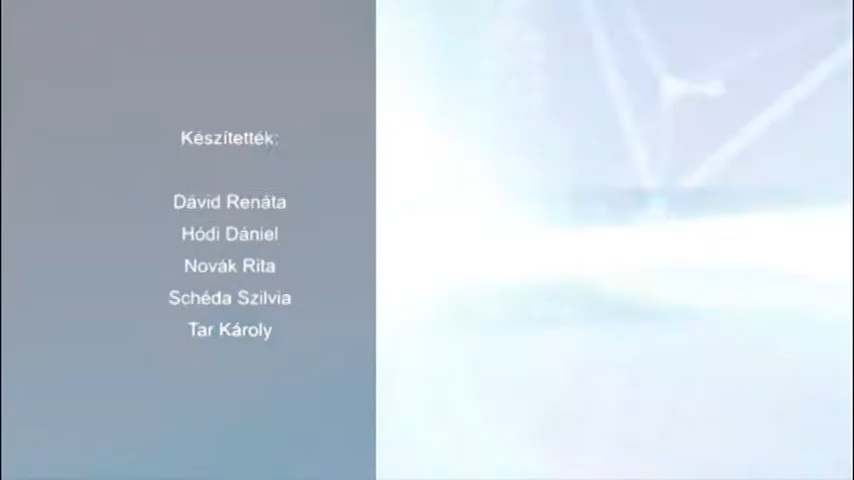 Készítették:
Dávid Renáta
Hódi Dániel
Novák Rita
Schéda Szilvia
Tar Károly